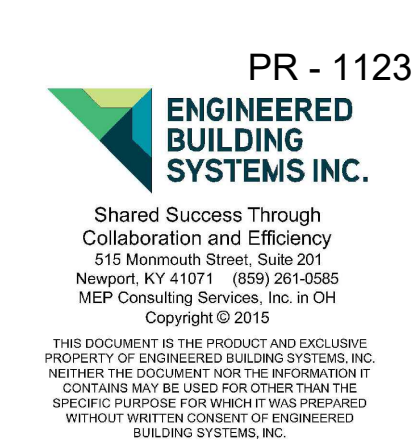 PR - 1123
ENGINEERED
BUILDING
SYSTEMS INC.
Shared Success Through
Collaboration and Efficiency
515 Monmouth Street, Suite 201
Newport, KY 41071 (859) 261-0585
MEP Consulting Services, Inc. in OH
Copyright © 2015
THIS DOCUMENT IS THE PRODUCT AND EXCLUSIVE
PROPERTY OF ENGINEERED BUILDING SYSTEMS, INC.
NEITHER THE DOCUMENT NOR THE INFORMATION IT
CONTAINS MAY BE USED FOR OTHER THAN THE
SPECIFIC PURPOSE FOR WHICH IT WAS PREPARED
WITHOUT WRITTEN CONSENT OF ENGINEERED
BUILDING SYSTEMS, INC.